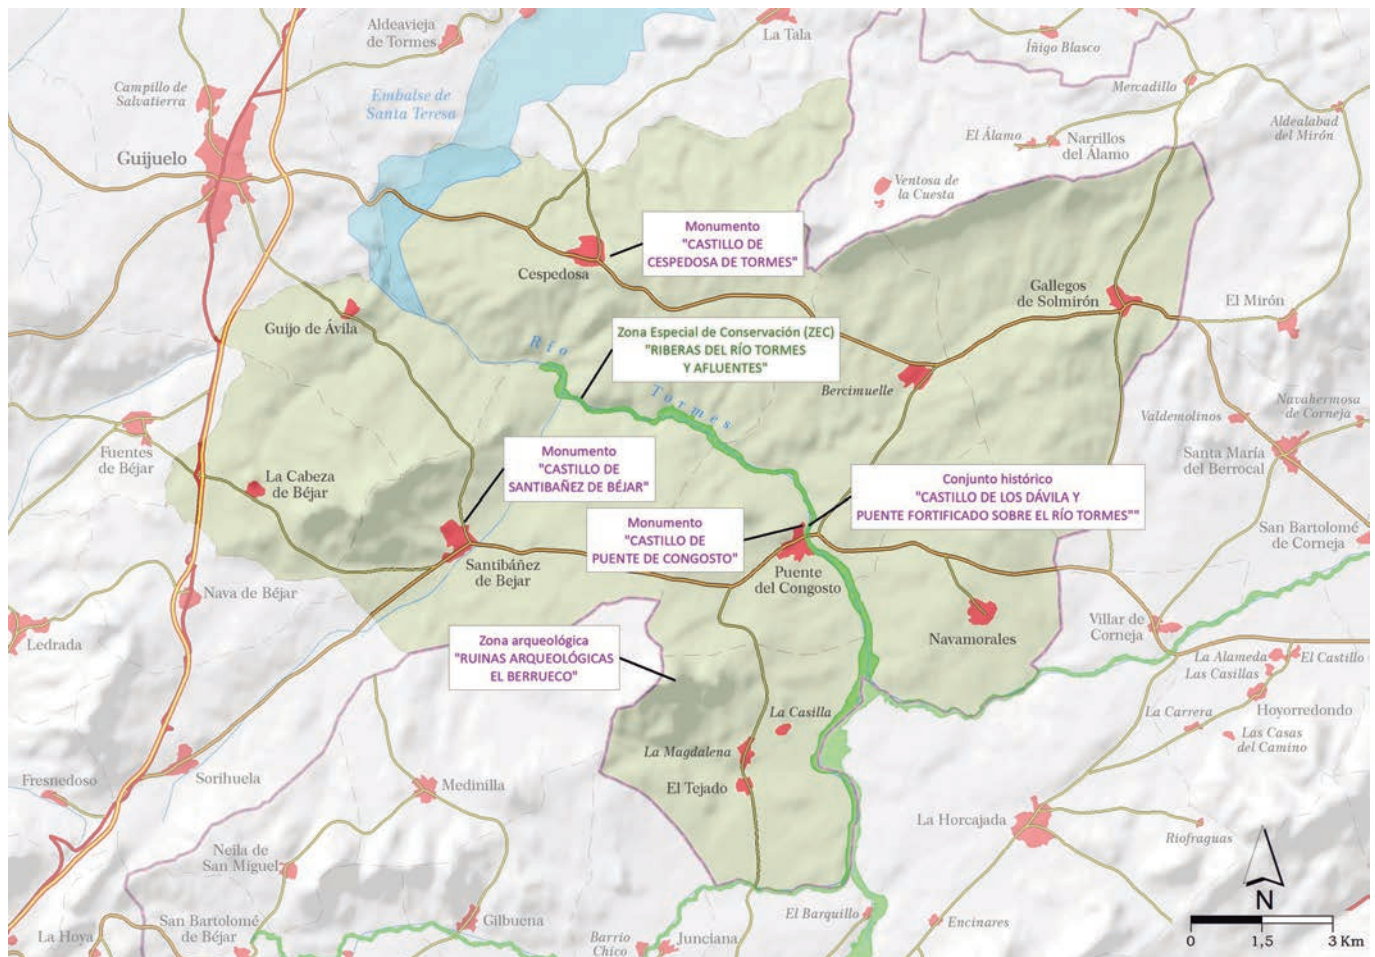 Aldeavieja
de Tormes
La Tala
Íñigo Blasco
Campillo de
Salvatierra
Embalse de
Santa Teresa
Mercadillo
Aldealabad
del Mirón
El Álamo
Narrillos
del Álamo
Guijuelo
Ventosa de
la Cuesta
Monumento
"CASTILLO DE
CESPEDOSA DE TORMES"
Cespedosa
Gallegos
de Solmirón
El Mirón
Guijo de Ávila
Zona Especial de Conservación (ZEC)
"RIBERAS DEL RÍO TORMES
Y AFLUENTES"
Río
Tormes
Bercimuelle
Valdemolinos
Navahermosa
de Corneja
Fuentes
de Béjar
Santa María
del Berrocal
Monumento
"CASTILLO DE
SANTIBAÑEZ DE BÉJAR"
La Cabeza
de Béjar
Conjunto histórico
"CASTILLO DE LOS DÁVILA Y
PUENTE FORTIFICADO SOBRE EL RÍO TORMES""
Monumento
"CASTILLO DE
PUENTE DE CONGOSTO"
San Bartolomé
de Corneja
Santibáñez
de Bejar
Puente
del Congosto
Nava de Béjar
Navamorales
Villar de
Corneja
Ledrada
Zona arqueológica
"RUINAS ARQUEOLÓGICAS
EL BERRUECO"
La Alameda
El Castillo
Las Casillas
La Casilla
La Carrera
Hoyorredondo
Las Casas
del Camino
La Magdalena
El Tejado
Fresnedoso
Sorihuela
Medinilla
La Horcajada
Riofraguas
Neila de
San Miguel
San Bartolomé
de Béjar
Gilbuena
El Barquillo
Encinares
La Hoya
Barrio
Chico
Junciana
N
0 1,5 3 Km